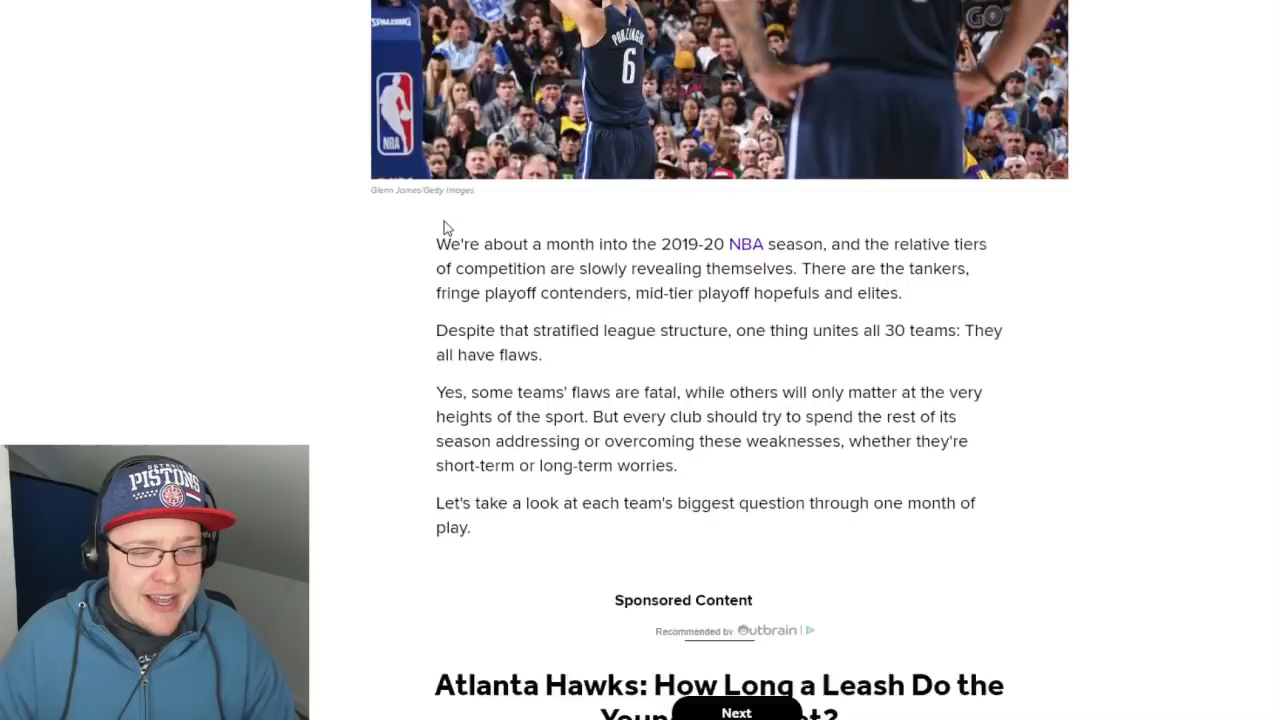 SPALDING
GO
PORZINGIS
6
NBA
Glenn James/Getty Images
We're about a month into the 2019-20 NBA season, and the relative tiers
of competition are slowly revealing themselves. There are the tankers,
fringe playoff contenders, mid-tier playoff hopefuls and elites.
Despite that stratified league structure, one thing unites all 30 teams: They
all have flaws.
Yes, some teams' flaws are fatal, while others will only matter at the very
heights of the sport. But every club should try to spend the rest of its
season addressing or overcoming these weaknesses, whether they're
short-term or long-term worries.
Let's take a look at each team's biggest question through one month of
play.
DETROIT
PISTONS
Sponsored Content
Recommended by Outbrain
Atlanta Hawks: How Long a Leash Do the
Next